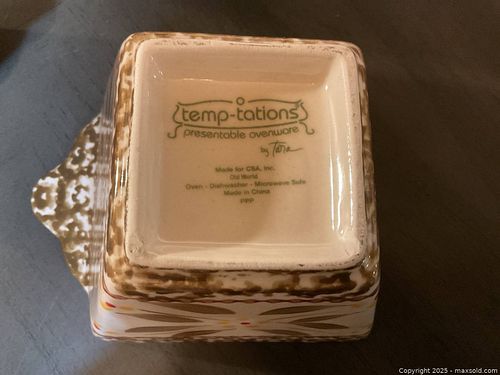 temp-tations
presentable ovenware
by Tara
Made for CSA, Inc.
Old World
Oven - Dishwasher - Microwave Safe
Made in China
PPP
Copyright 2025 - maxsold.com